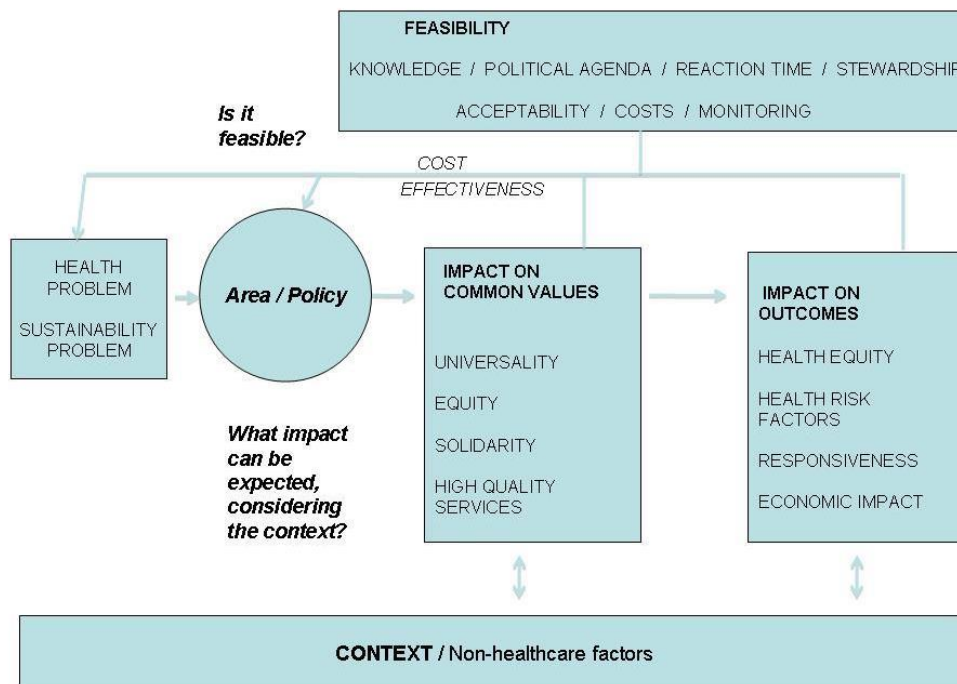 FEASIBILITY
KNOWLEDGE / POLITICAL AGENDA / REACTION TIME / STEWARDSHIP
ACCEPTABILITY / COSTS / MONITORING
Is it
feasible?
COST
EFFECTIVENESS
HEALTH
PROBLEM
SUSTAINABILITY
PROBLEM
Area / Policy
IMPACT ON
COMMON VALUES
UNIVERSALITY
EQUITY
SOLIDARITY
HIGH QUALITY
SERVICES
IMPACT ON
OUTCOMES
HEALTH EQUITY
HEALTH RISK
FACTORS
RESPONSIVENESS
ECONOMIC IMPACT
What impact
can be
expected,
considering
the context?
CONTEXT / Non-healthcare factors